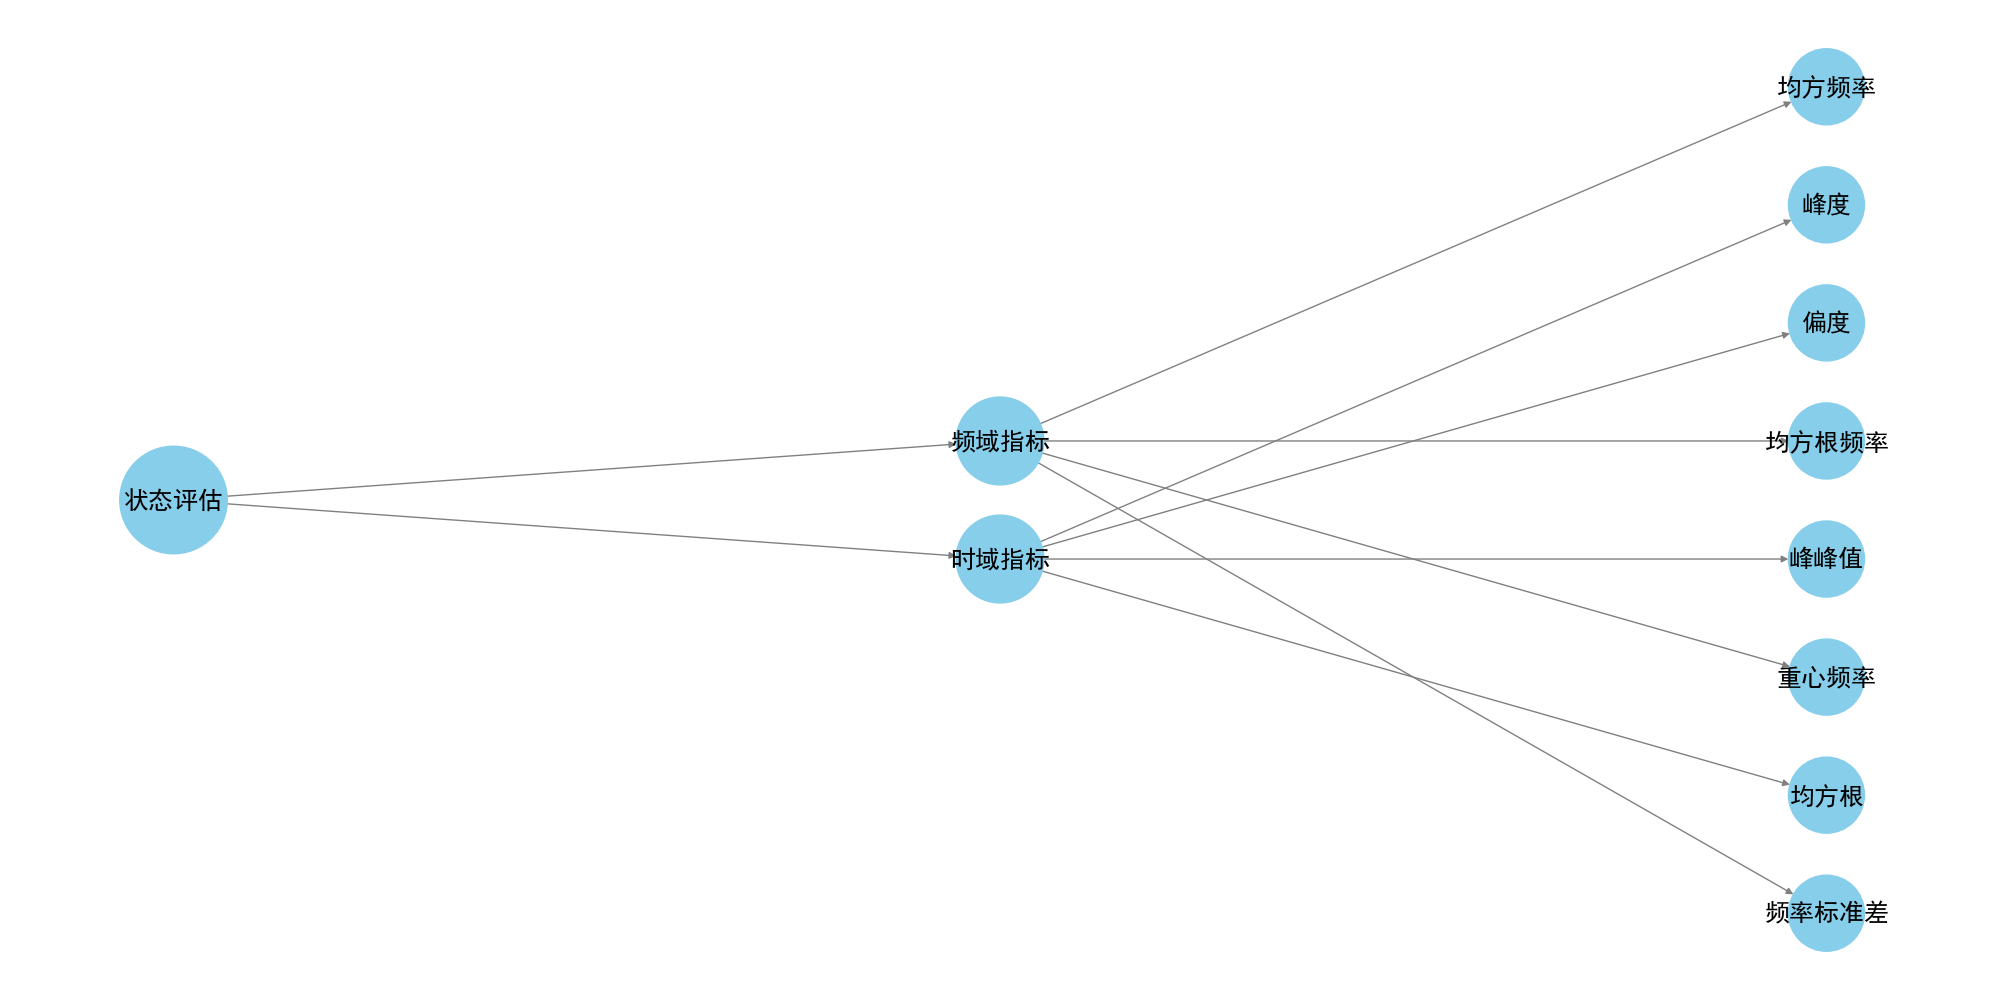 状态评估
频域指标
时域指标
均方频率
峰度
偏度
均方根频率
峰峰值
重心频率
均方根
频率标准差